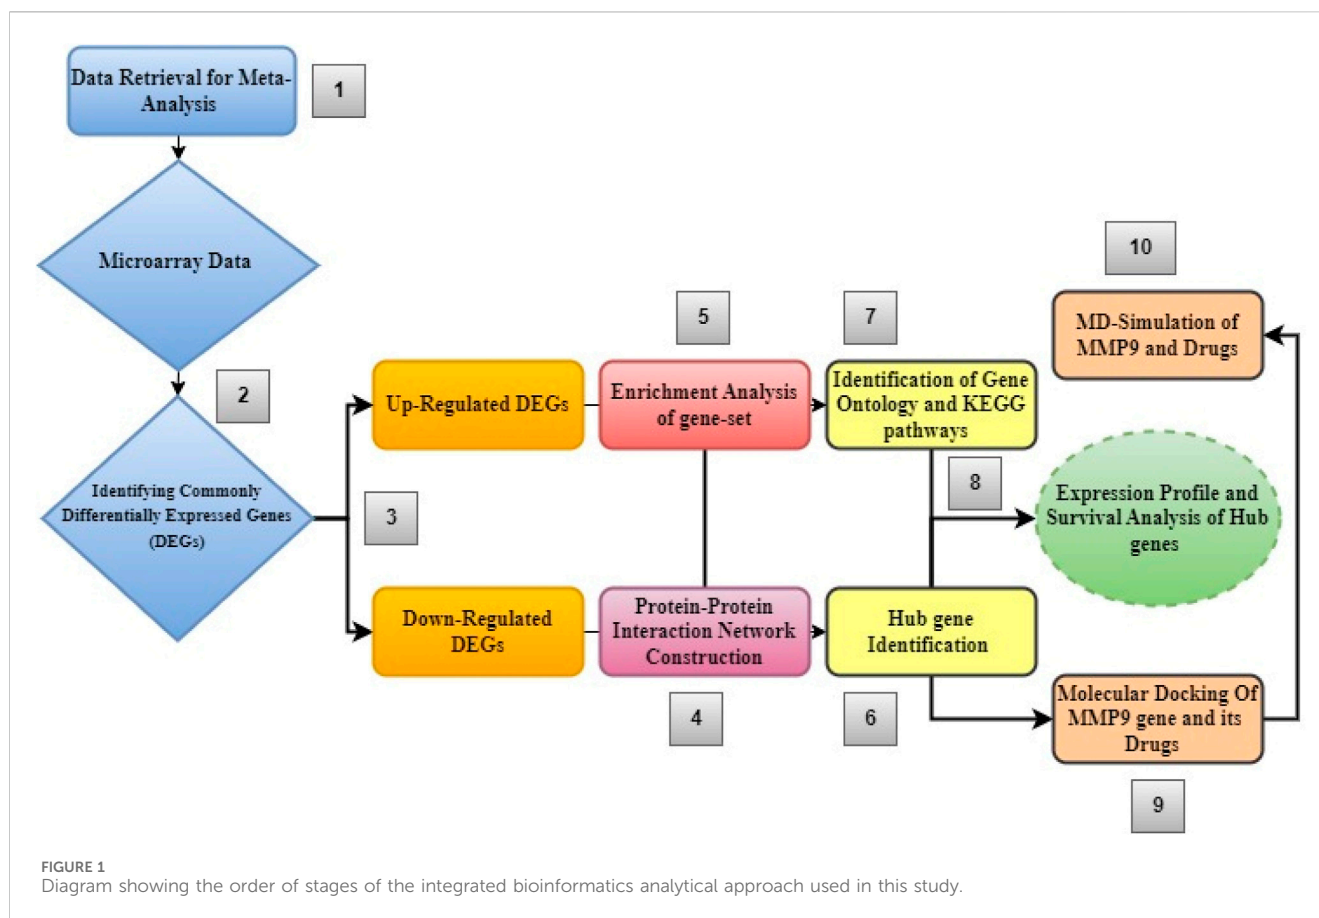 Data Retrieval for Meta-
Analysis
1
Microarray Data
2
Identifying Commonly
Differentially Expressed Genes
(DEGs)
3
Up-Regulated DEGs
Down-Regulated
DEGs
5
Enrichment Analysis
of gene-set
Protein-Protein
Interaction Network
Construction
4
7
Identification of Gene
Ontology and KEGG
pathways
8
Hub gene
Identification
6
10
MD-Simulation of
MMP9 and Drugs
Expression Profile and
Survival Analysis of Hub
genes
Molecular Docking Of
MMP9 gene and its
Drugs
9
FIGURE 1
Diagram showing the order of stages of the integrated bioinformatics analytical approach used in this study.